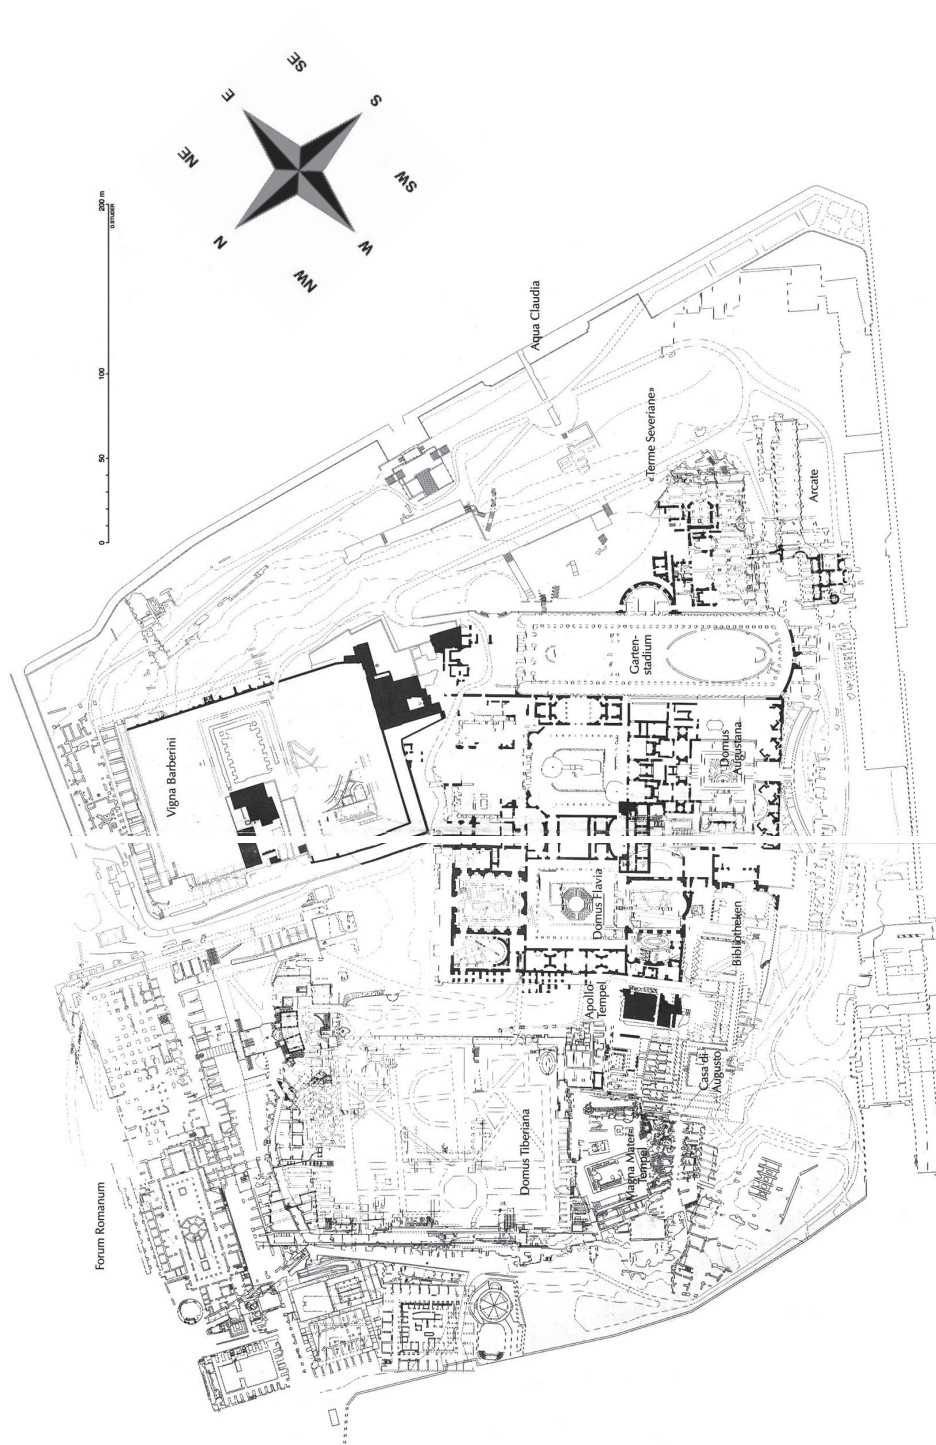 SE
E
S
NE
SW
N
W
NW
200 m
D.STUDER
100
50
0
Aqua Claudia
«Terme Severiane»
Arcate
Garten-
stadium
Vigna Barberini
Domus
Augustana
Domus Flavia
Bibliotheken
Apollo-
Tempel
Casa di
Augusto
Domus Tiberiana
Magna Mater-
Tempel
Forum Romanum